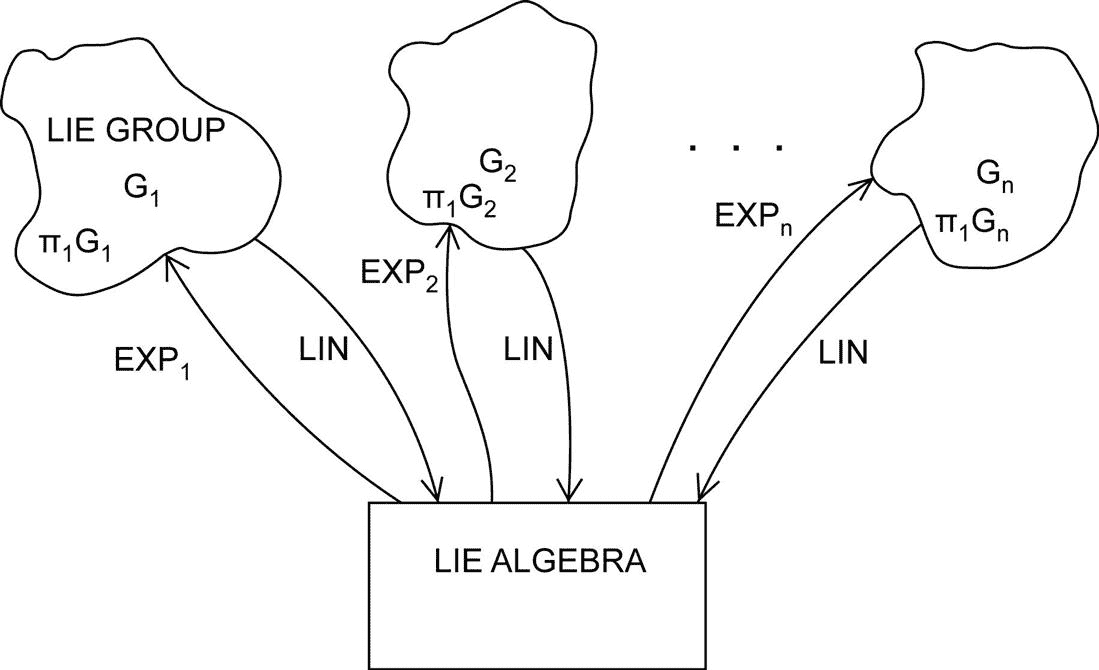 LIE GROUP
G₁
π₁G₁
G₂
π₁G₂
. . .
Gₙ
π₁Gₙ
EXP₁
LIN
EXP₂
LIN
EXPₙ
LIN
LIE ALGEBRA